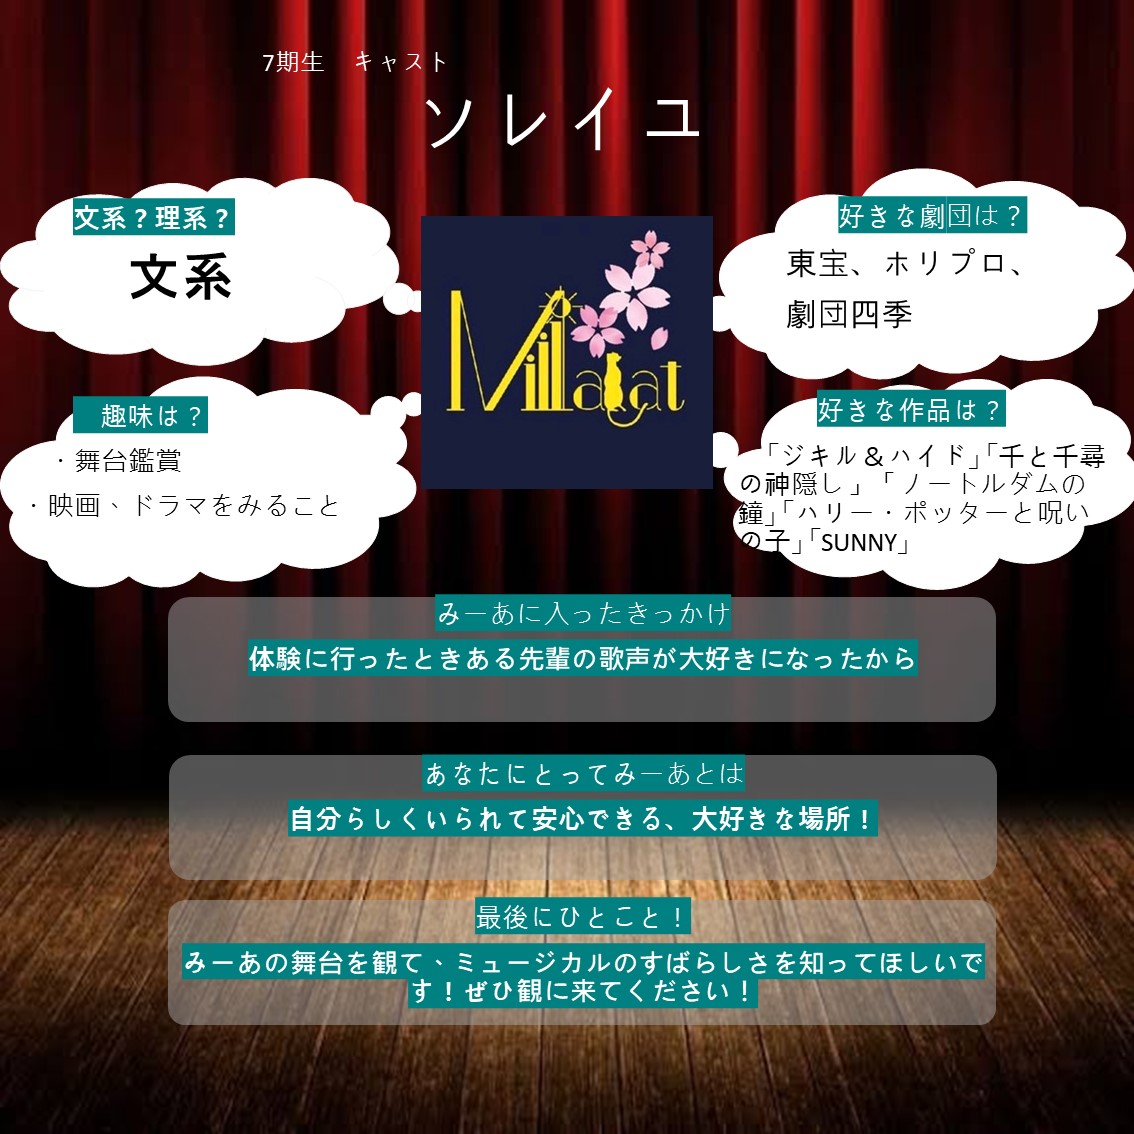 7期生　キャスト
ソレイユ
文系？理系？
文系
好きな劇団は？
東宝、ホリプロ、
劇団四季
趣味は？
・舞台鑑賞
・映画、ドラマをみること
Millacat
好きな作品は？
「ジキル＆ハイド」「千と千尋
の神隠し」「ノートルダムの
鐘」「ハリー・ポッターと呪い
の子」「SUNNY」
みーあに入ったきっかけ
体験に行ったときある先輩の歌声が大好きになったから
あなたにとってみーあとは
自分らしくいられて安心できる、大好きな場所！
最後にひとこと！
みーあの舞台を観て、ミュージカルのすばらしさを知ってほしいで
す！ぜひ観に来てください！